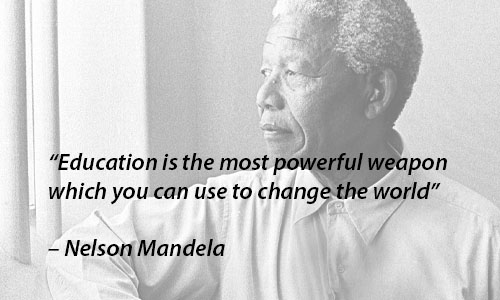 “Education is the most powerful weapon
which you can use to change the world”
– Nelson Mandela